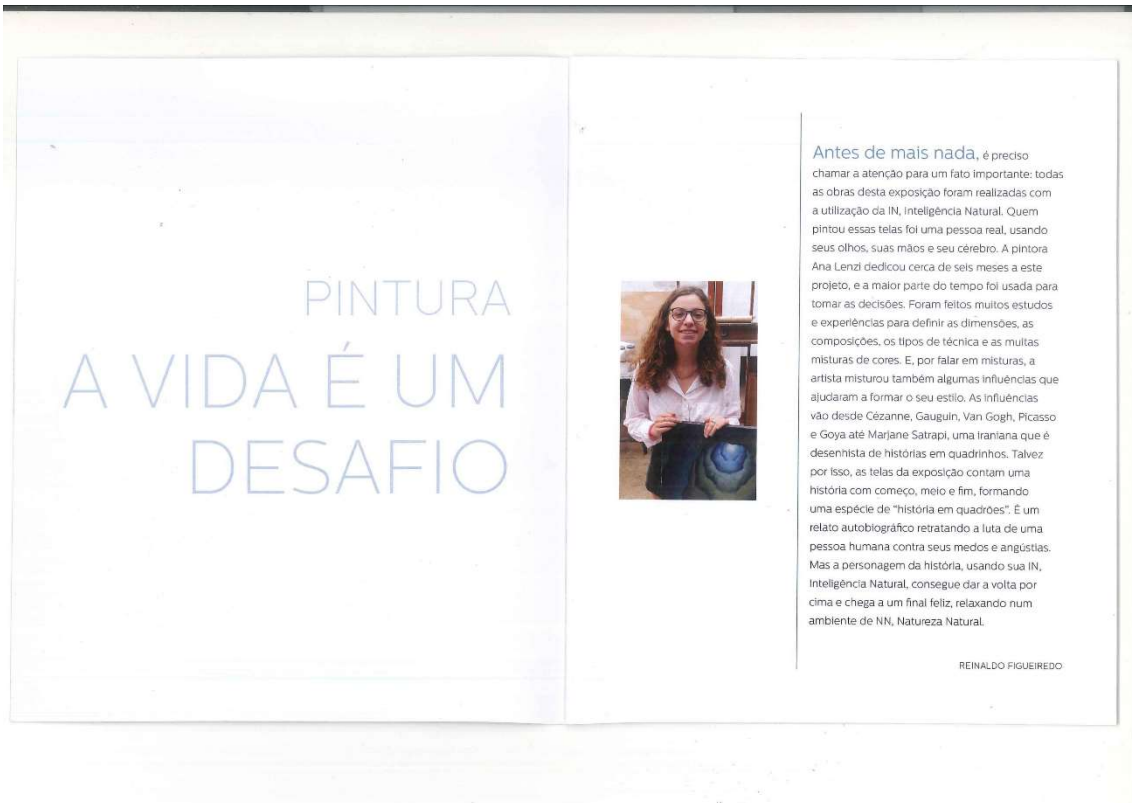 PINTURA
A VIDA É UM
DESAFIO
Antes de mais nada, é preciso
chamar a atenção para um fato importante: todas
as obras desta exposição foram realizadas com
a utilização da IN, Inteligência Natural. Quem
pintou essas telas foi uma pessoa real, usando
seus olhos, suas mãos e seu cérebro. A pintora
Ana Lenzi dedicou cerca de seis meses a este
projeto, e a maior parte do tempo foi usada para
tomar as decisões. Foram feitos muitos estudos
e experiências para definir as dimensões, as
composições, os tipos de técnica e as muitas
misturas de cores. E, por falar em misturas, a
artista misturou também algumas influências que
ajudaram a formar o seu estilo. As influências
vão desde Cézanne, Gauguin, Van Gogh, Picasso
e Goya até Marjane Satrapi, uma iraniana que é
desenhista de histórias em quadrinhos. Talvez
por isso, as telas da exposição contam uma
história com começo, meio e fim, formando
uma espécie de “história em quadrões”. É um
relato autobiográfico retratando a luta de uma
pessoa humana contra seus medos e angústias.
Mas a personagem da história, usando sua IN,
Inteligência Natural, consegue dar a volta por
cima e chega a um final feliz, relaxando num
ambiente de NN, Natureza Natural.
REINALDO FIGUEIREDO